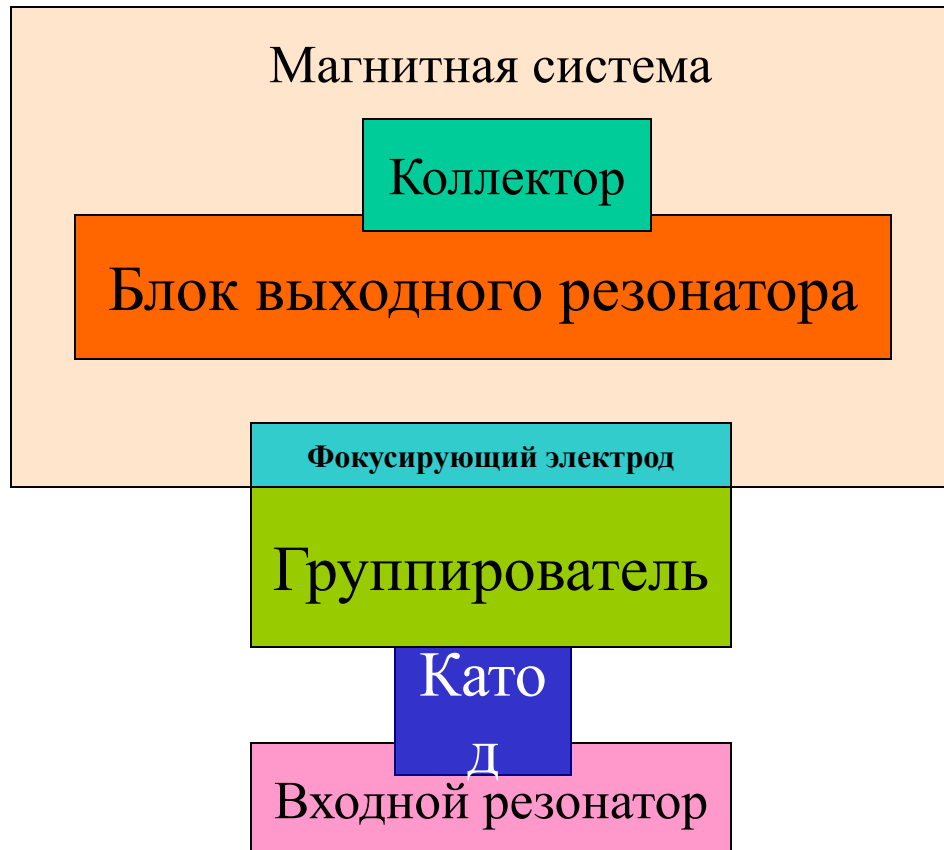 Магнитная система
Коллектор
Блок выходного резонатора
Фокусирующий электрод
Группирователь
Като
д
Входной резонатор